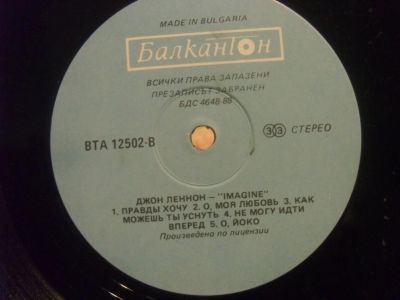 MADE IN BULGARIA
БалкантОн
ВСИЧКИ ПРАВА ЗАПАЗЕНИ
ПРЕЗАПИСЪТ ЗАБРАНЕН
БДС 4648-88
ВТА 12502-В
33 СТЕРЕО
ДЖОН ЛЕННОН – "IMAGINE"
1. ПРАВДЫ ХОЧУ 2. О, МОЯ ЛЮБОВЬ 3. КАК
МОЖЕШЬ ТЫ УСНУТЬ 4. НЕ МОГУ ИДТИ
ВПЕРЕД 5. О, ЙОКО
Произведено по лицензии